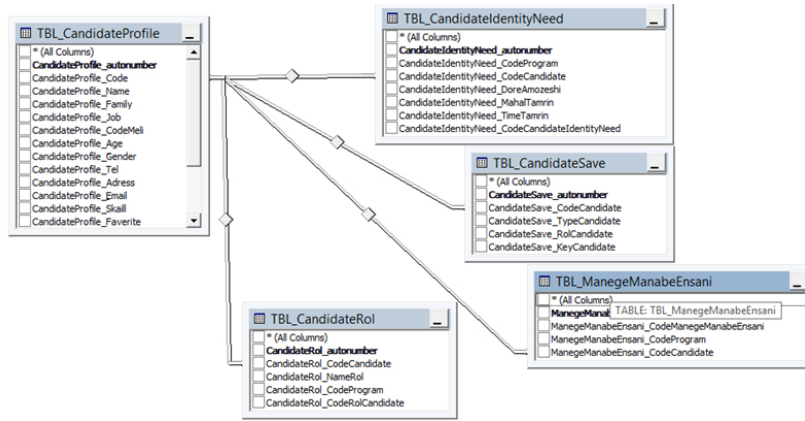 TBL_CandidateProfile
* (All Columns)
CandidateProfile_autonumber
CandidateProfile_Code
CandidateProfile_Name
CandidateProfile_Family
CandidateProfile_Job
CandidateProfile_CodeMeli
CandidateProfile_Age
CandidateProfile_Gender
CandidateProfile_Tel
CandidateProfile_Adress
CandidateProfile_Email
CandidateProfile_Skaill
CandidateProfile_Faverite
TBL_CandidateIdentityNeed
* (All Columns)
CandidateIdentityNeed_autonumber
CandidateIdentityNeed_CodeProgram
CandidateIdentityNeed_CodeCandidate
CandidateIdentityNeed_DoreAmozeshi
CandidateIdentityNeed_MahalTamrin
CandidateIdentityNeed_TimeTamrin
CandidateIdentityNeed_CodeCandidateIdentityNeed
TBL_CandidateSave
* (All Columns)
CandidateSave_autonumber
CandidateSave_CodeCandidate
CandidateSave_TypeCandidate
CandidateSave_RolCandidate
CandidateSave_KeyCandidate
TBL_ManegeManabeEnsani
* (All Columns)
TABLE: TBL_ManegeManabeEnsani
ManegeManabeEnsani_CodeManegeManabeEnsani
ManegeManabeEnsani_CodeProgram
ManegeManabeEnsani_CodeCandidate
TBL_CandidateRol
* (All Columns)
CandidateRol_autonumber
CandidateRol_CodeCandidate
CandidateRol_NameRol
CandidateRol_CodeProgram
CandidateRol_CodeRolCandidate